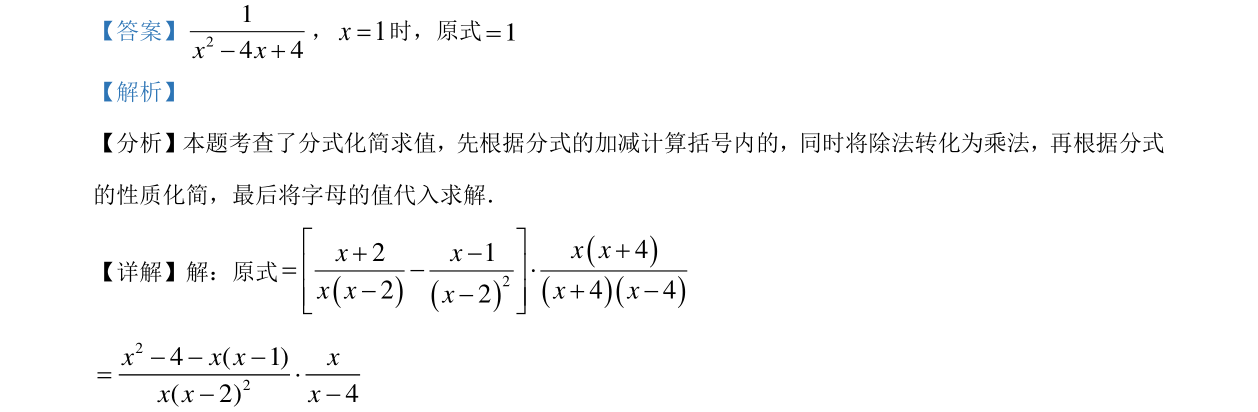 【答案】$\frac{1}{x^2-4x+4}$，$x=1$时，原式$=1$
【解析】
【分析】本题考查了分式化简求值，先根据分式的加减计算括号内的，同时将除法转化为乘法，再根据分式
的性质化简，最后将字母的值代入求解．
【详解】解：原式$=\left[\frac{x+2}{x(x-2)}-\frac{x-1}{(x-2)^2}\right]\cdot\frac{x(x+4)}{(x+4)(x-4)}$
$=\frac{x^2-4-x(x-1)}{x(x-2)^2}\cdot\frac{x}{x-4}$